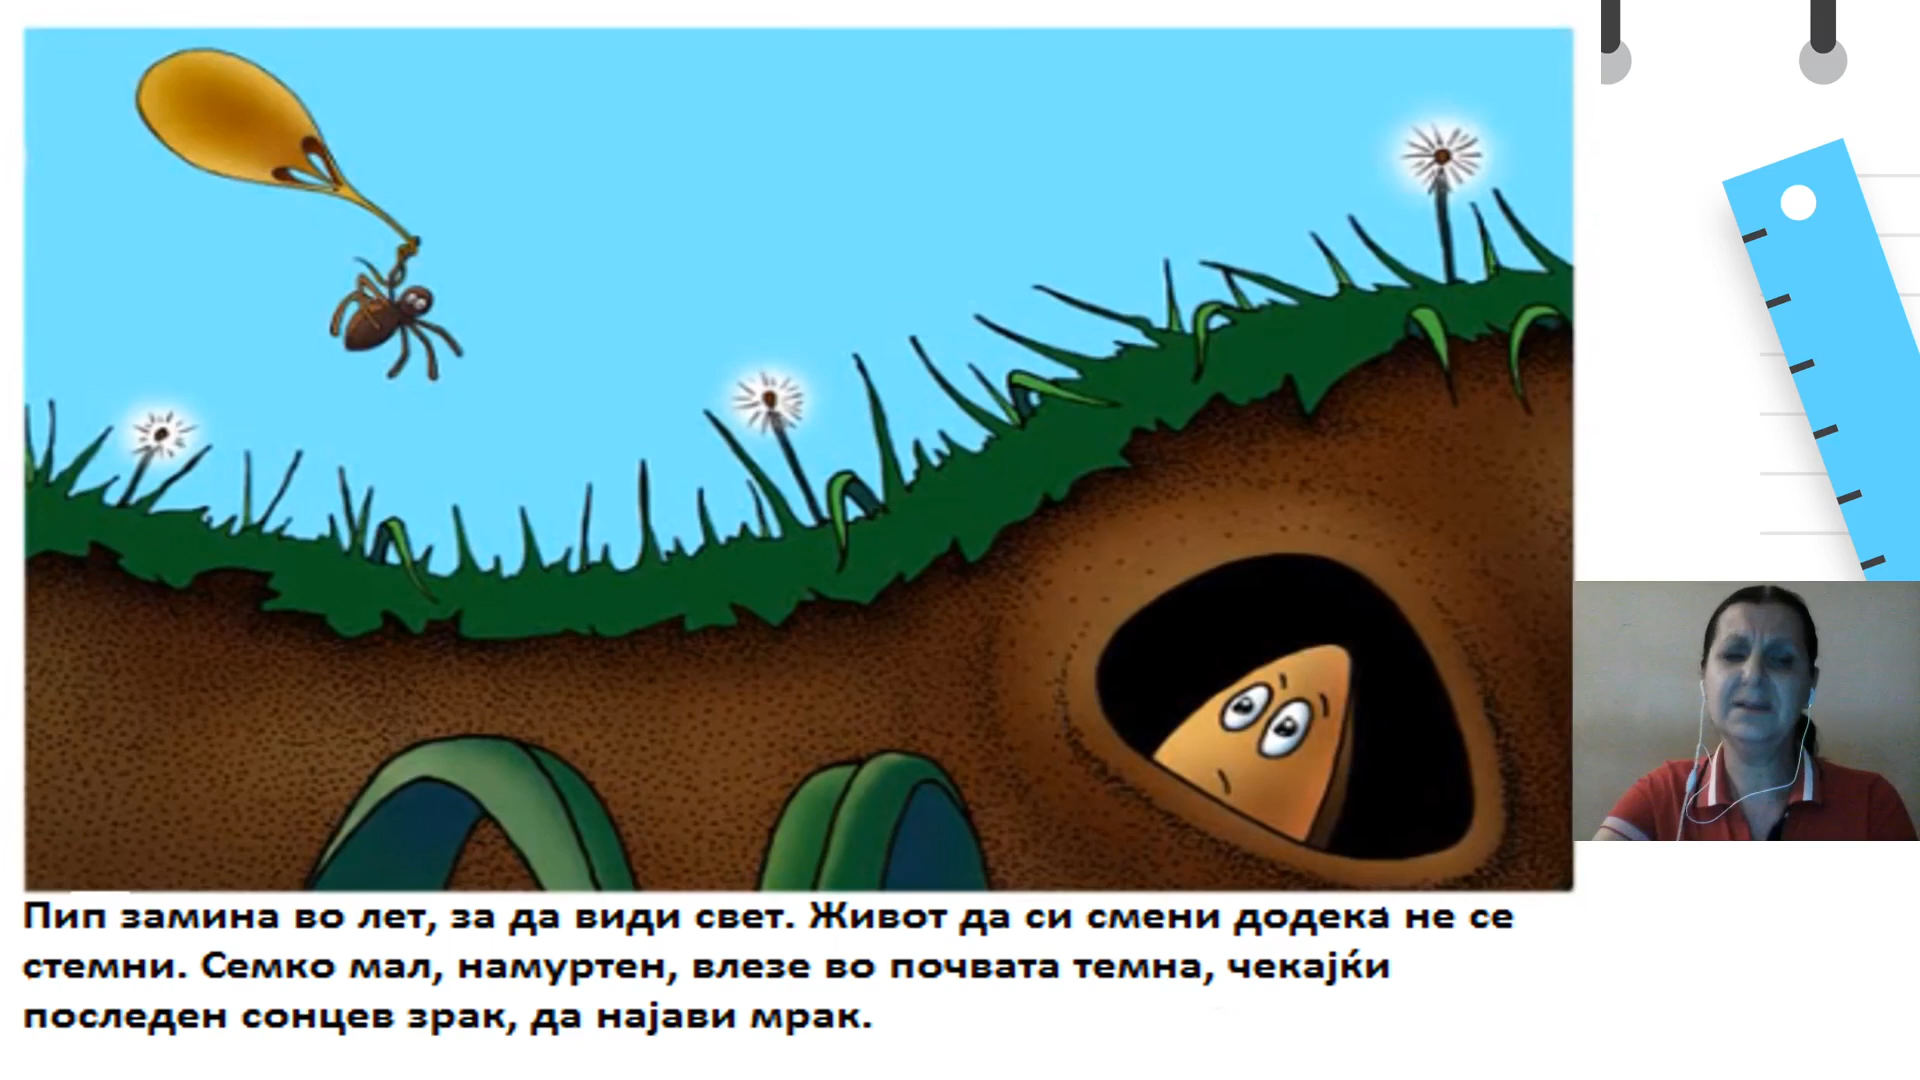 Пип замина во лет, за да види свет. Живот да си смени додека не се
стемни. Семко мал, намуртен, влезе во почвата темна, чекајќи
последен сонцев зрак, да најави мрак.